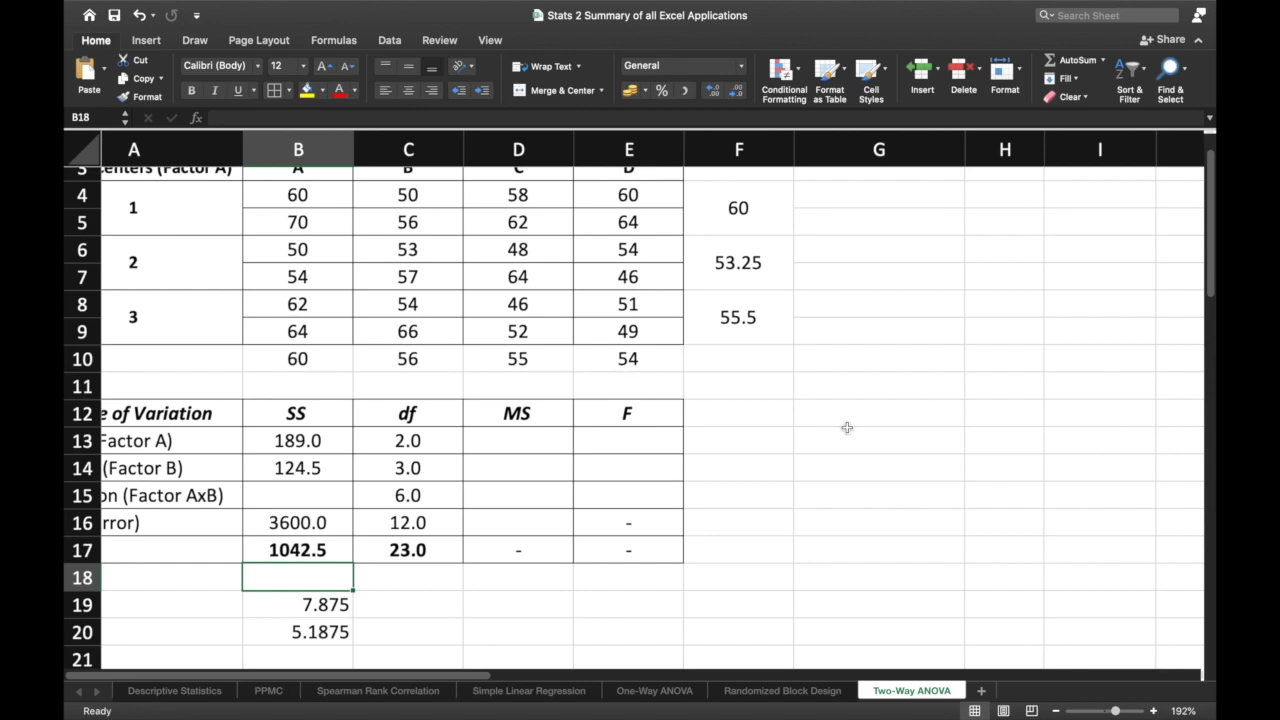 Stats 2 Summary of all Excel Applications
Search Sheet
Home Insert Draw Page Layout Formulas Data Review View
Share
Paste
Cut
Copy
Format
Calibri (Body) 12
B I U
Wrap Text
Merge & Center
General
Conditional Formatting
Format as Table
Cell Styles
Insert
Delete
Format
AutoSum
Fill
Clear
Sort & Filter
Find & Select
B18 fx
A B C D E F G H I
3 enters (Factor A) A B C D
4 1 60 50 58 60 60
5 70 56 62 64
6 2 50 53 48 54 53.25
7 54 57 64 46
8 3 62 54 46 51 55.5
9 64 66 52 49
10 60 56 55 54
11
12 e of Variation SS df MS F
13 Factor A) 189.0 2.0
14 (Factor B) 124.5 3.0
15 on (Factor AxB) 6.0
16 rror) 3600.0 12.0 -
17 1042.5 23.0 - -
18
19 7.875
20 5.1875
21
Descriptive Statistics PPMC Spearman Rank Correlation Simple Linear Regression One-Way ANOVA Randomized Block Design Two-Way ANOVA +
Ready 192%